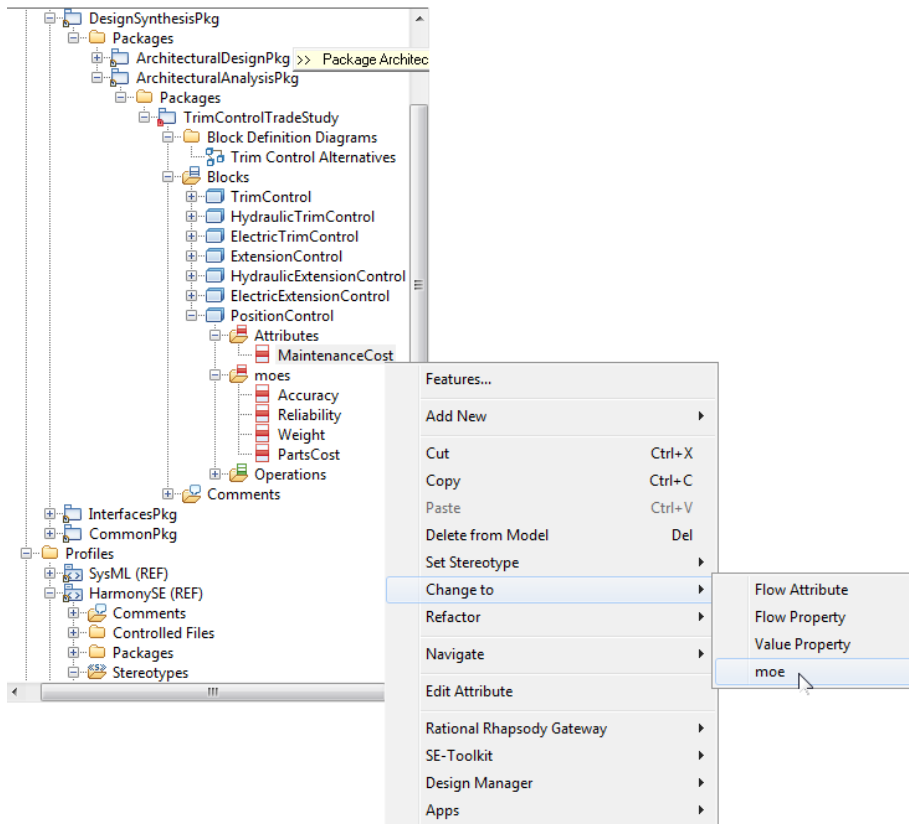 DesignSynthesisPkg
Packages
ArchitecturalDesignPkg >> Package Architec
ArchitecturalAnalysisPkg
Packages
TrimControlTradeStudy
Block Definition Diagrams
Trim Control Alternatives
Blocks
TrimControl
HydraulicTrimControl
ElectricTrimControl
ExtensionControl
HydraulicExtensionControl
ElectricExtensionControl
PositionControl
Attributes
MaintenanceCost
moes
Accuracy
Reliability
Weight
PartsCost
Operations
Comments
InterfacesPkg
CommonPkg
Profiles
SysML (REF)
HarmonySE (REF)
Comments
Controlled Files
Packages
Stereotypes
Features...
Add New
Cut Ctrl+X
Copy Ctrl+C
Paste Ctrl+V
Delete from Model Del
Set Stereotype
Change to
Refactor
Navigate
Edit Attribute
Rational Rhapsody Gateway
SE-Toolkit
Design Manager
Apps
Flow Attribute
Flow Property
Value Property
moe